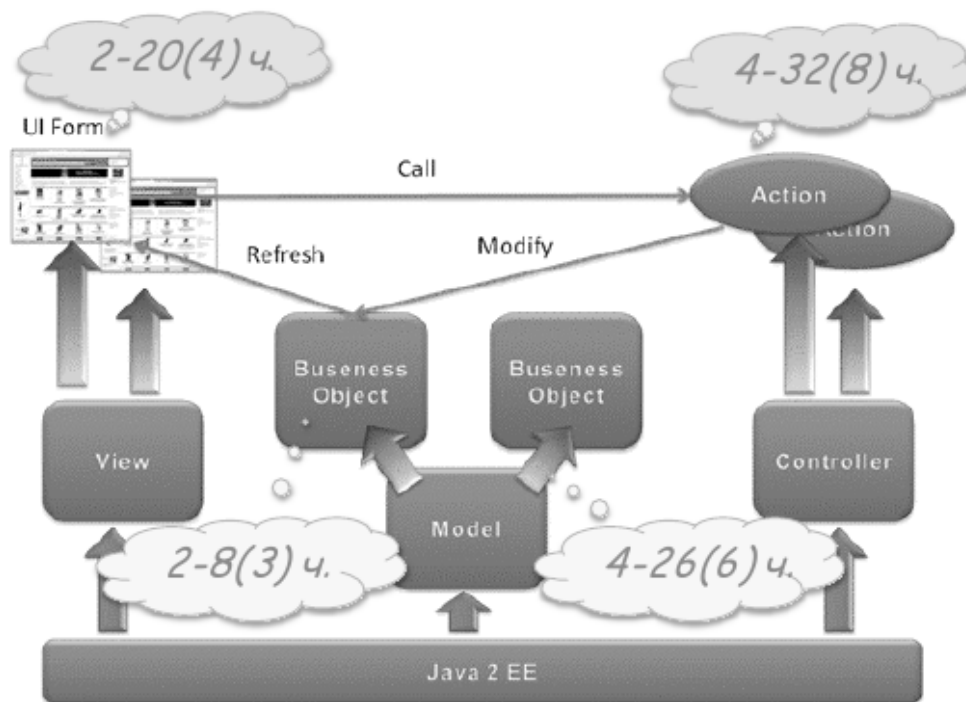 2-20(4) ч.
4-32(8) ч.
UI Form
Call
Action
Action
Refresh
Modify
Buseness
Object
Buseness
Object
View
Controller
Model
2-8(3) ч.
4-26(6) ч.
Java 2 EE